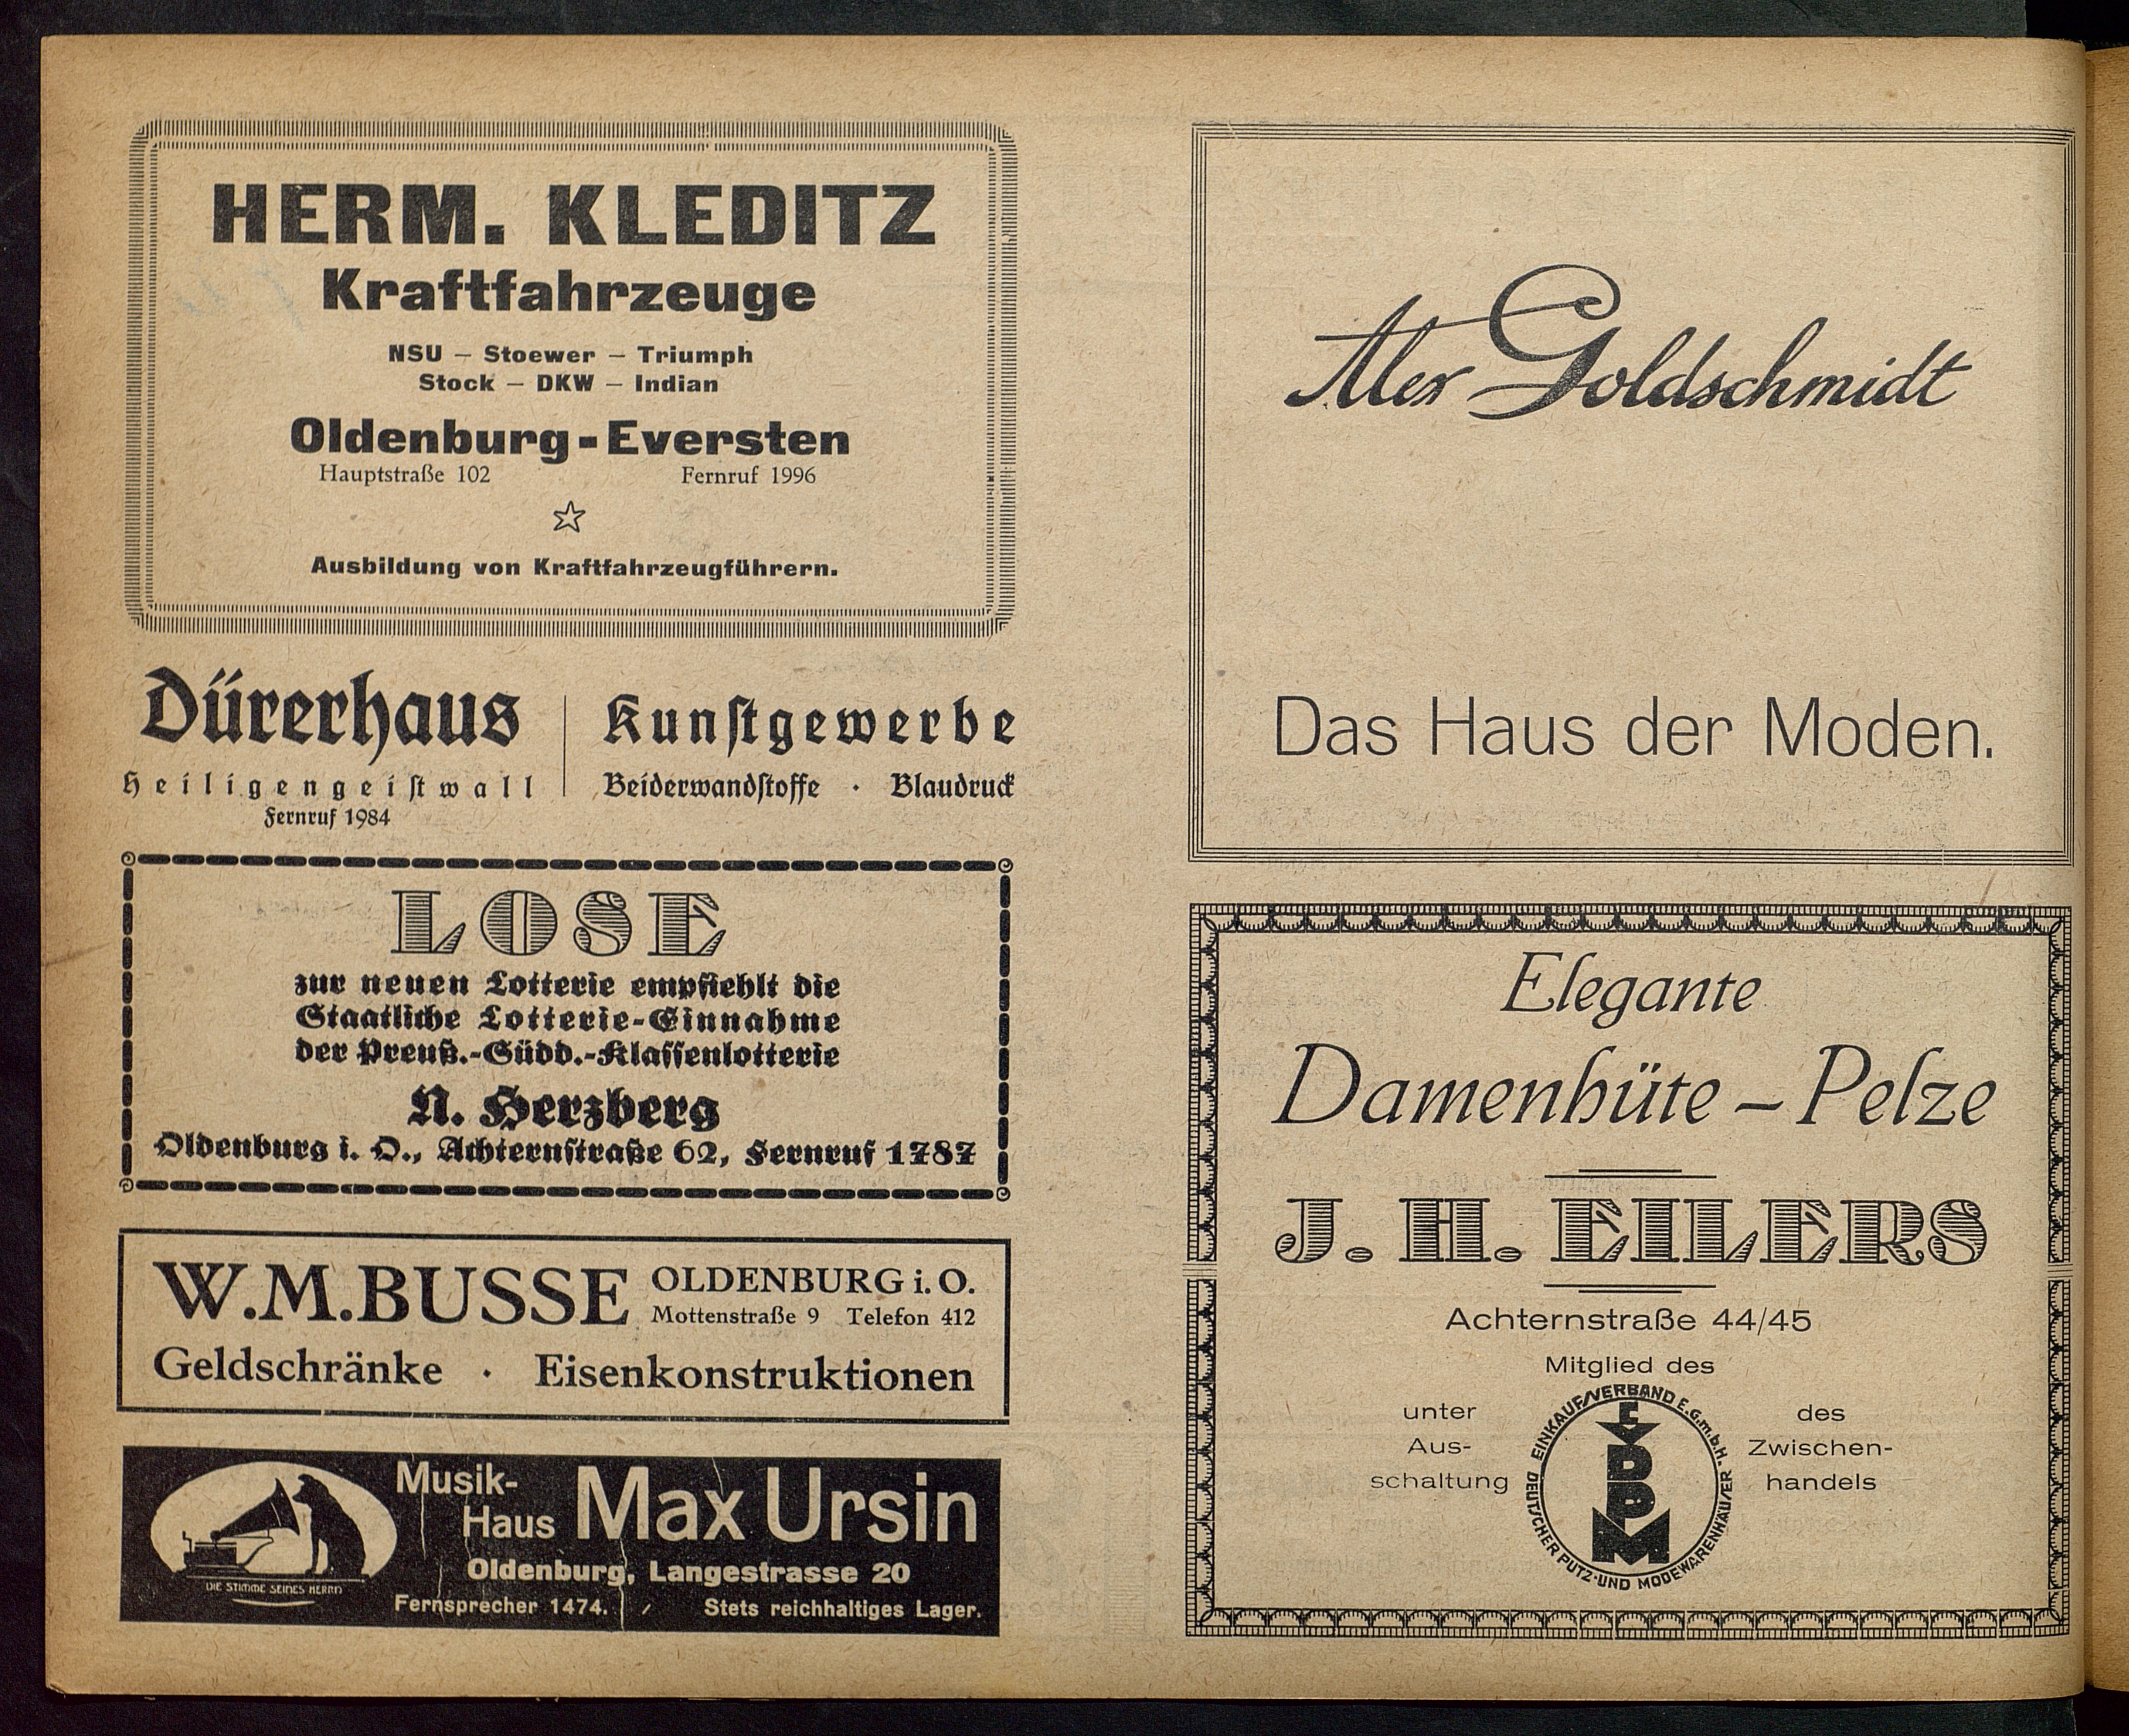 HERM. KLEDITZ
Kraftfahrzeuge
NSU – Stoewer – Triumph
Stock – DKW – Indian
Oldenburg-Eversten
Hauptstraße 102 Fernruf 1996
Ausbildung von Kraftfahrzeugführern.
Dürerhaus
Heiligengeiſtwall
Fernruf 1984
Kunſtgewerbe
Beiderwandſtoffe · Blaudruck
LOSE
zur neuen Lotterie empfiehlt die
Staatliche Lotterie-Einnahme
der Preuß.-Südd.-Klaſſenlotterie
N. Herzberg
Oldenburg i. O., Achternſtraße 62, Fernruf 1787
W.M.BUSSE OLDENBURG i. O.
Mottenstraße 9 Telefon 412
Geldschränke · Eisenkonstruktionen
Musik-
Haus Max Ursin
Oldenburg, Langestrasse 20
DIE STIMME SEINES HERRN
Fernsprecher 1474. Stets reichhaltiges Lager.
Alex Goldschmidt
Das Haus der Moden.
Elegante
Damenhüte – Pelze
J. H. EILERS
Achternstraße 44/45
Mitglied des
EINKAUFSVERBAND E.G.m.b.H.
DEUTSCHER PUTZ- UND MODEWARENHÄUSER
E
V
D
P
M
unter
Aus-
schaltung
des
Zwischen-
handels